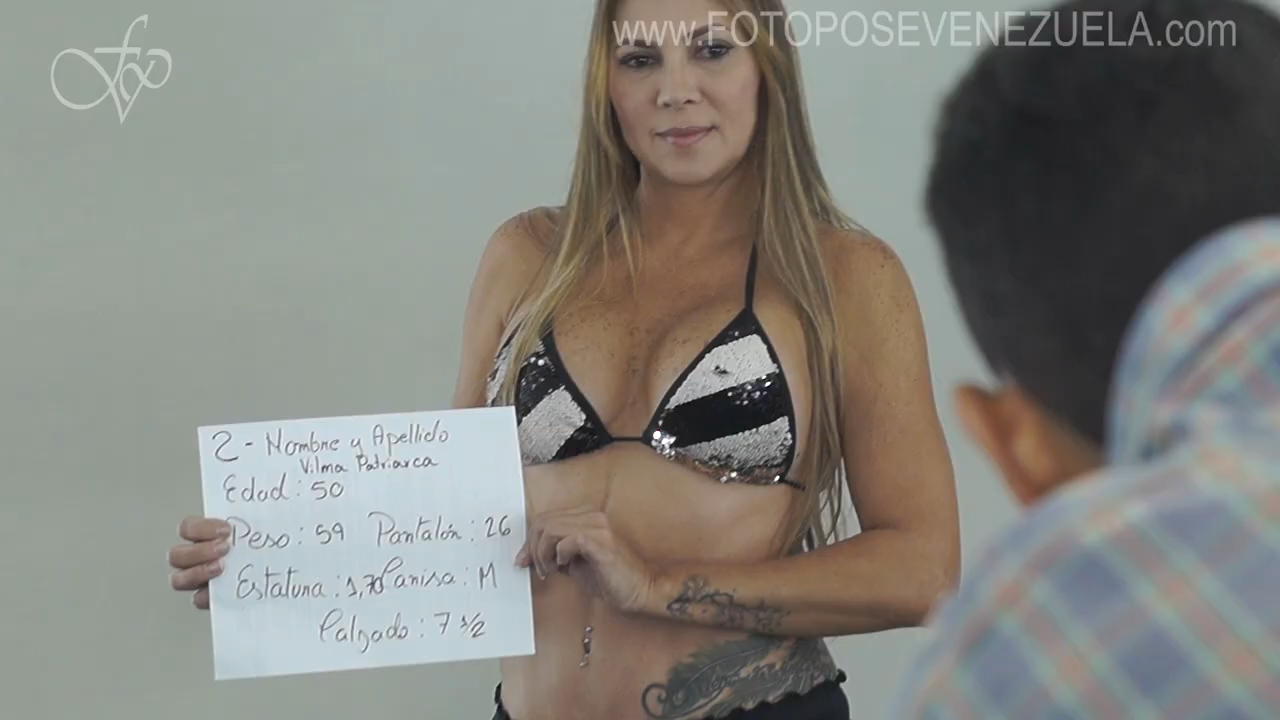 www.FOTOPOSEVENEZUELA.com
2 - Nombre y Apellido
Vilma Patriarca
Edad : 50
Peso : 59 Pantalón : 26
Estatura : 1,70 Camisa : M
Calzado : 7 1/2